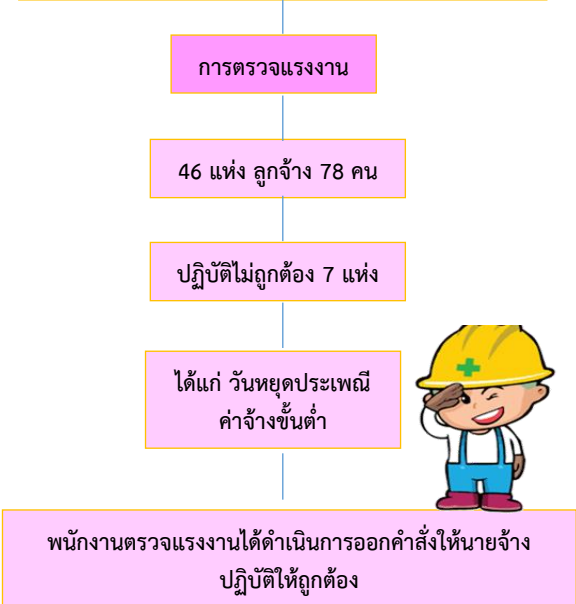 การตรวจแรงงาน
46 แห่ง ลูกจ้าง 78 คน
ปฏิบัติไม่ถูกต้อง 7 แห่ง
ได้แก่ วันหยุดประเพณี
ค่าจ้างขั้นต่ำ
พนักงานตรวจแรงงานได้ดำเนินการออกคำสั่งให้นายจ้าง
ปฏิบัติให้ถูกต้อง